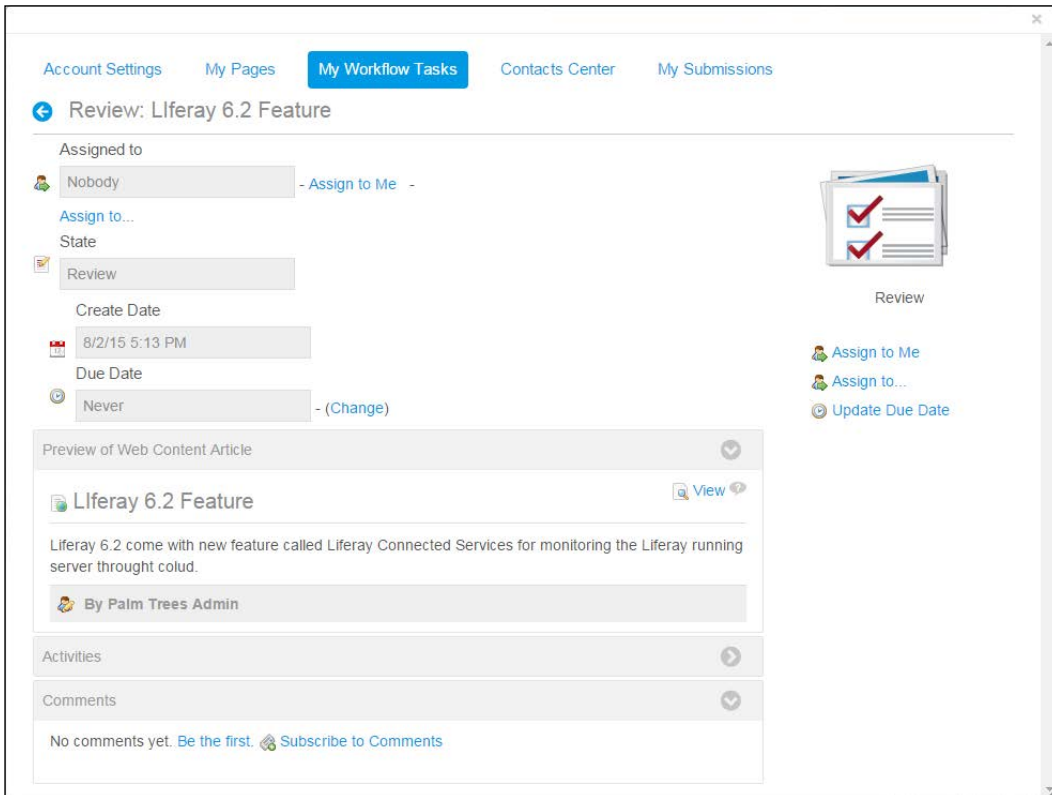 Account Settings My Pages My Workflow Tasks Contacts Center My Submissions
Review: LIferay 6.2 Feature
Assigned to
Nobody - Assign to Me -
Assign to...
State
Review
Create Date
8/2/15 5:13 PM
Due Date
Never - (Change)
Review
Assign to Me
Assign to...
Update Due Date
Preview of Web Content Article
LIferay 6.2 Feature View
Liferay 6.2 come with new feature called Liferay Connected Services for monitoring the Liferay running
server throught colud.
By Palm Trees Admin
Activities
Comments
No comments yet. Be the first. Subscribe to Comments